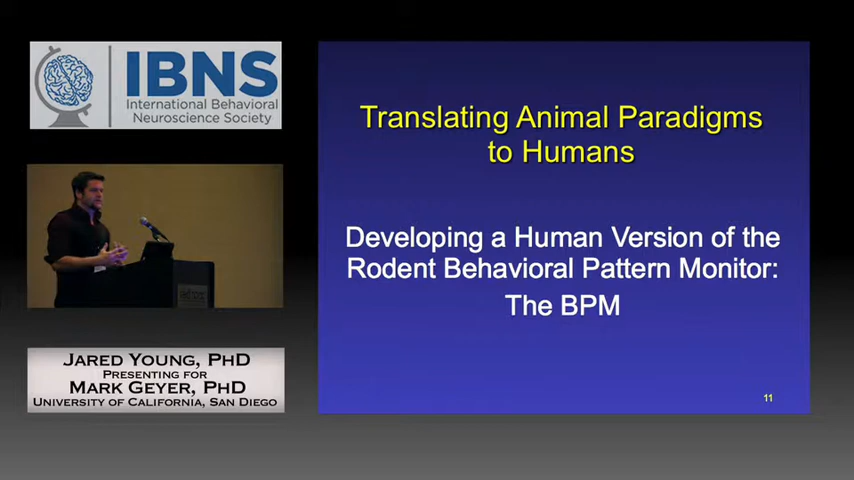 IBNS
International Behavioral
Neuroscience Society
Translating Animal Paradigms
to Humans
Developing a Human Version of the
Rodent Behavioral Pattern Monitor:
The BPM
11
JARED YOUNG, PHD
PRESENTING FOR
MARK GEYER, PHD
UNIVERSITY OF CALIFORNIA, SAN DIEGO